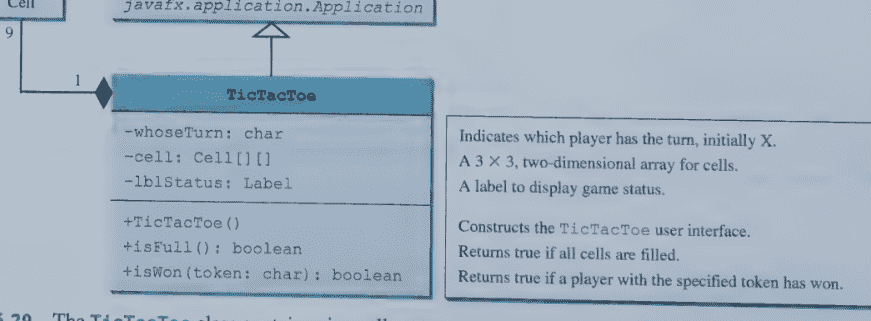 Cell
javafx.application.Application
9
1
TicTacToe
-whoseTurn: char
-cell: Cell[][]
-lblStatus: Label
+TicTacToe()
+isFull(): boolean
+isWon(token: char): boolean
Indicates which player has the turn, initially X.
A 3 × 3, two-dimensional array for cells.
A label to display game status.
Constructs the TicTacToe user interface.
Returns true if all cells are filled.
Returns true if a player with the specified token has won.
The TicTacToe class